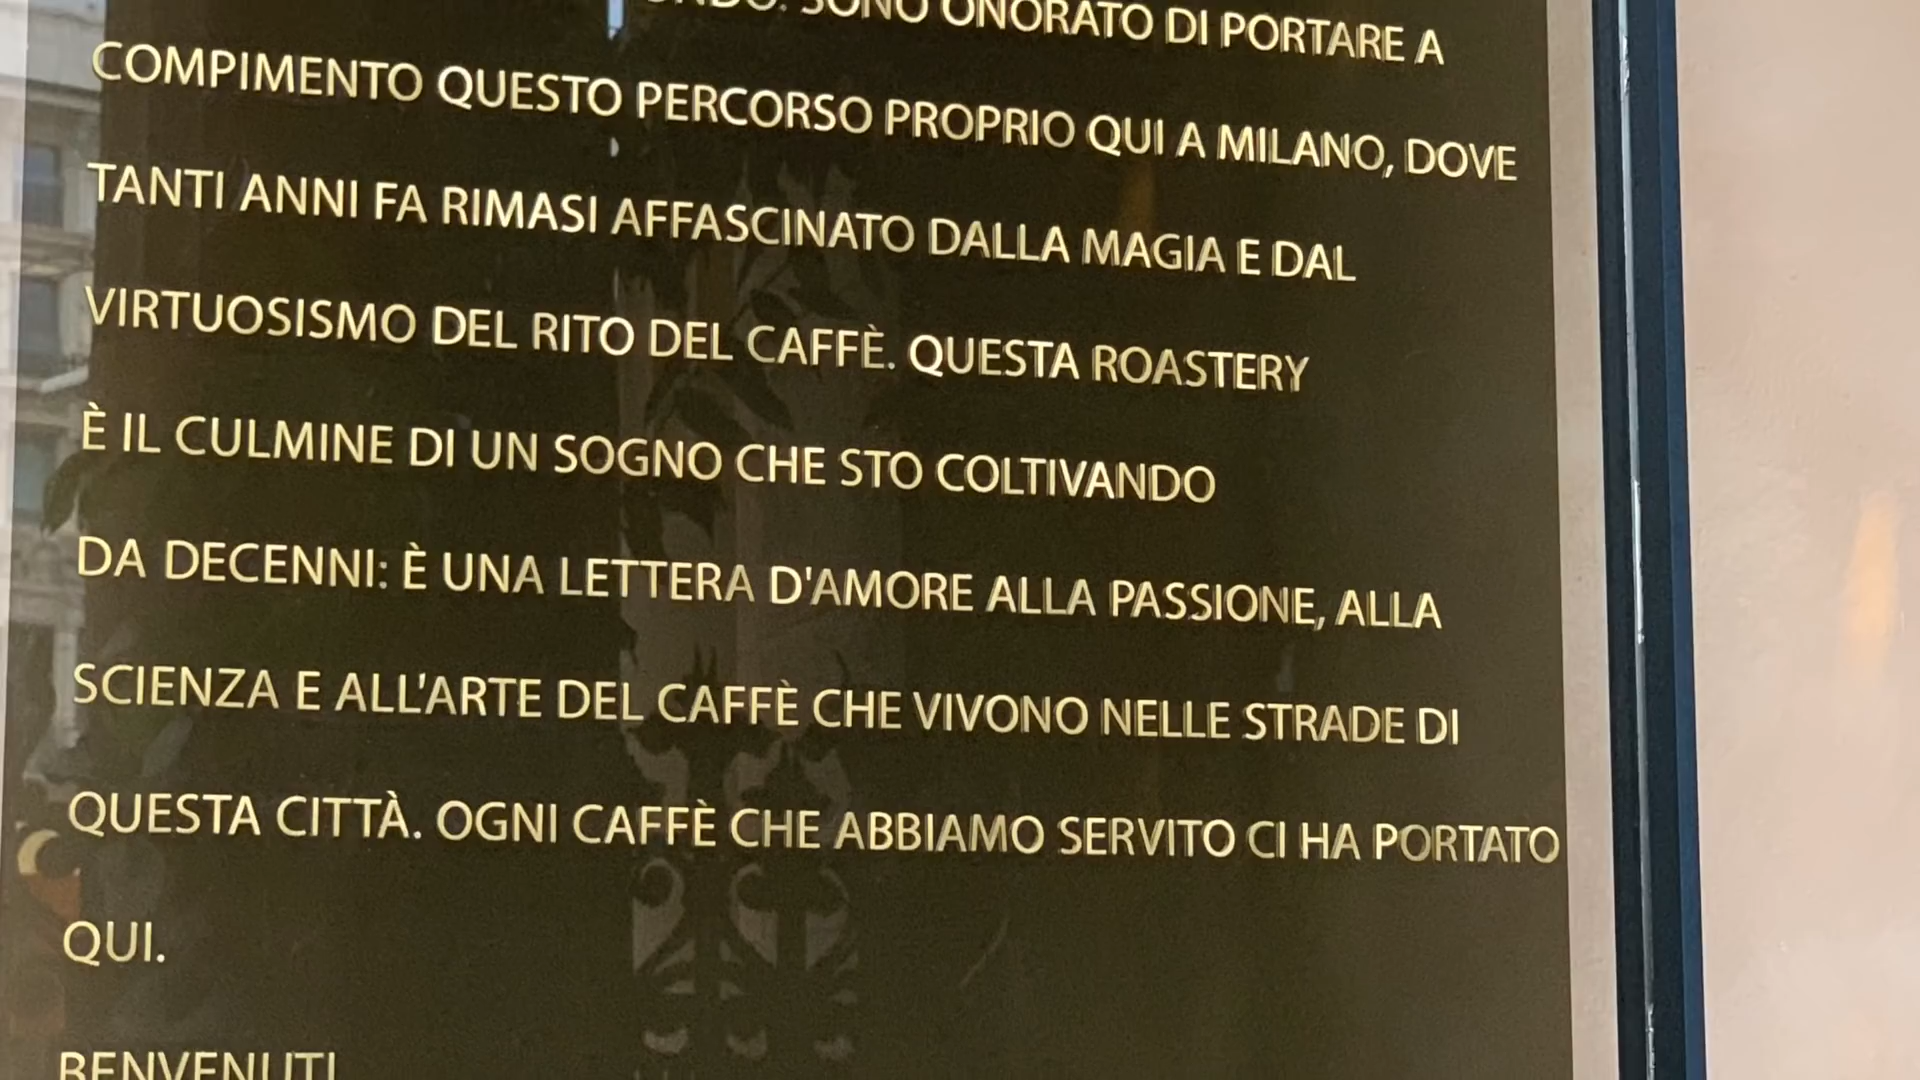 SONO ONORATO DI PORTARE A
COMPIMENTO QUESTO PERCORSO PROPRIO QUI A MILANO, DOVE
TANTI ANNI FA RIMASI AFFASCINATO DALLA MAGIA E DAL
VIRTUOSISMO DEL RITO DEL CAFFÈ. QUESTA ROASTERY
È IL CULMINE DI UN SOGNO CHE STO COLTIVANDO
DA DECENNI: È UNA LETTERA D'AMORE ALLA PASSIONE, ALLA
SCIENZA E ALL'ARTE DEL CAFFÈ CHE VIVONO NELLE STRADE DI
QUESTA CITTÀ. OGNI CAFFÈ CHE ABBIAMO SERVITO CI HA PORTATO
QUI.
BENVENUTI